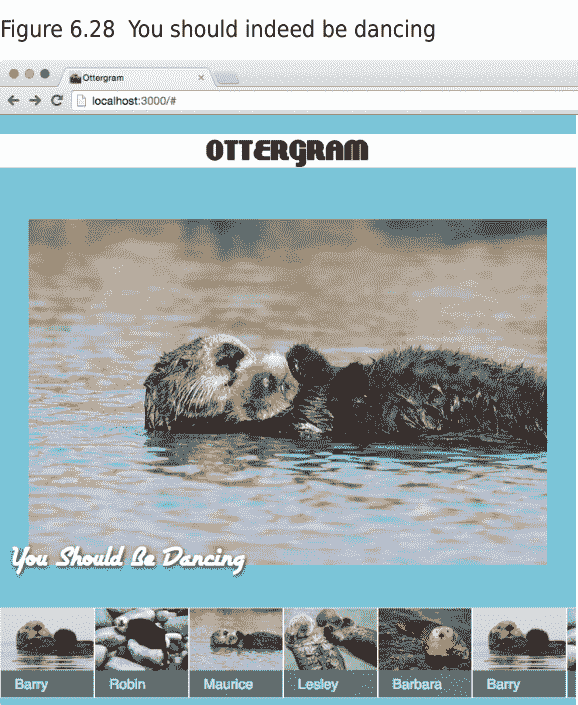 Figure 6.28  You should indeed be dancing
Ottergram
localhost:3000/#
OTTERGRAM
You Should Be Dancing
Barry Robin Maurice Lesley Barbara Barry